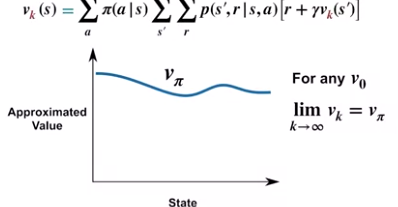 v_k(s) = ∑_a π(a|s) ∑_{s'} ∑_r p(s', r|s, a)[r + γv_k(s')]
v_π
For any v_0
lim_{k→∞} v_k = v_π
Approximated
Value
State